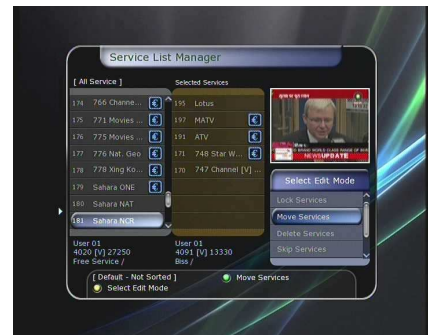 Service List Manager
[ All Service ]
Selected Services
174 766 Channe... €
175 771 Movies ... €
176 775 Movies ... €
177 776 Nat. Geo €
178 778 Xing Ko... €
179 Sahara ONE €
180 Sahara NAT
181 Sahara NCR
195 Lotus
197 MATV €
191 ATV €
171 748 Star W... €
170 747 Channel [V] ...
NEWSUPDATE
Select Edit Mode
Lock Services
Move Services
Delete Services
Skip Services
User 01
4020 [V] 27250
Free Service /
User 01
4091 [V] 13330
Biss /
[ Default - Not Sorted ]
Move Services
Select Edit Mode